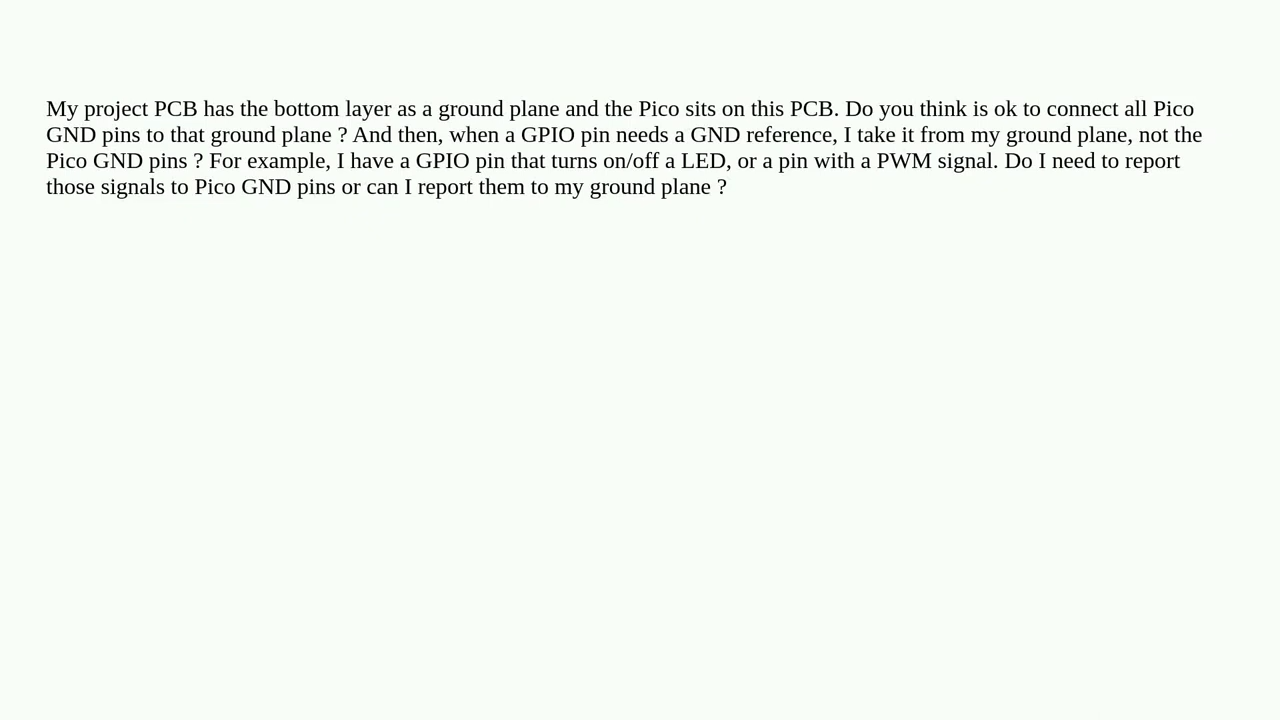 My project PCB has the bottom layer as a ground plane and the Pico sits on this PCB. Do you think is ok to connect all Pico
GND pins to that ground plane ? And then, when a GPIO pin needs a GND reference, I take it from my ground plane, not the
Pico GND pins ? For example, I have a GPIO pin that turns on/off a LED, or a pin with a PWM signal. Do I need to report
those signals to Pico GND pins or can I report them to my ground plane ?